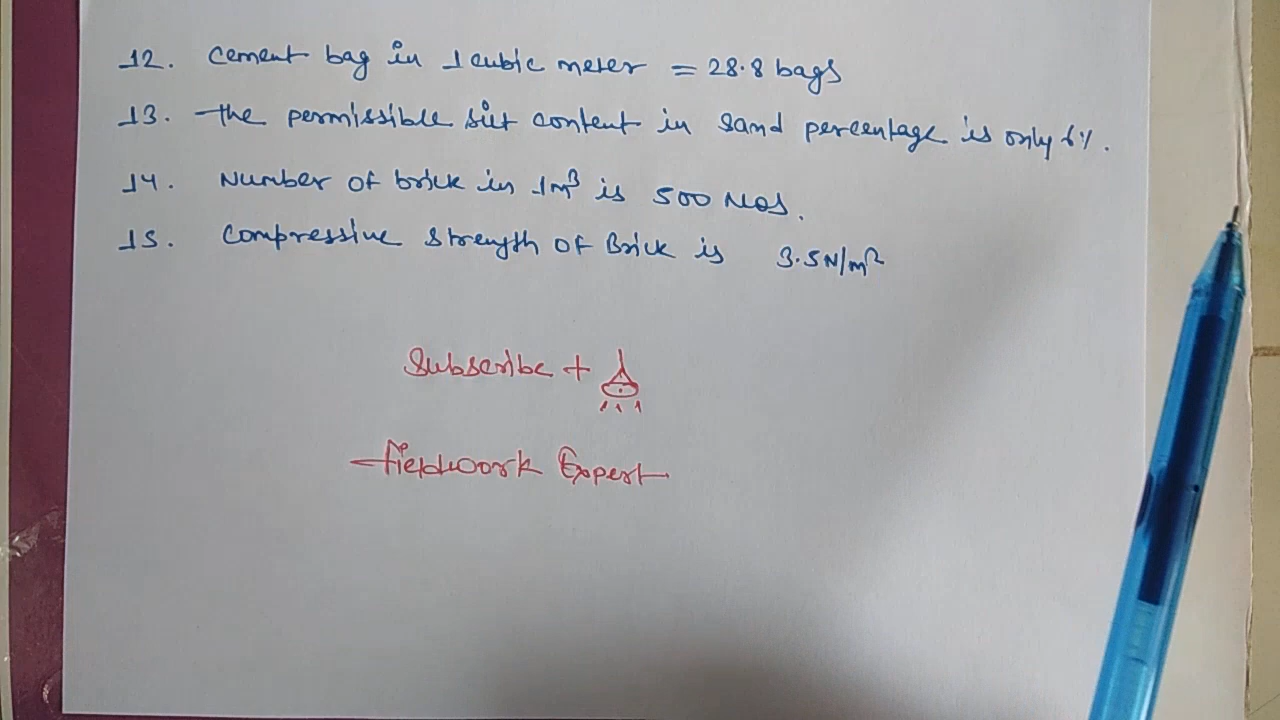 12. Cement bag in 1 cubic meter = 28.8 bags
13. The permissible silt content in sand percentage is only 6%.
14. Number of brick in 1m³ is 500 Nos.
15. Compressive strength of Brick is 3.5N/m²
Subscribe +
fieldwork Expert